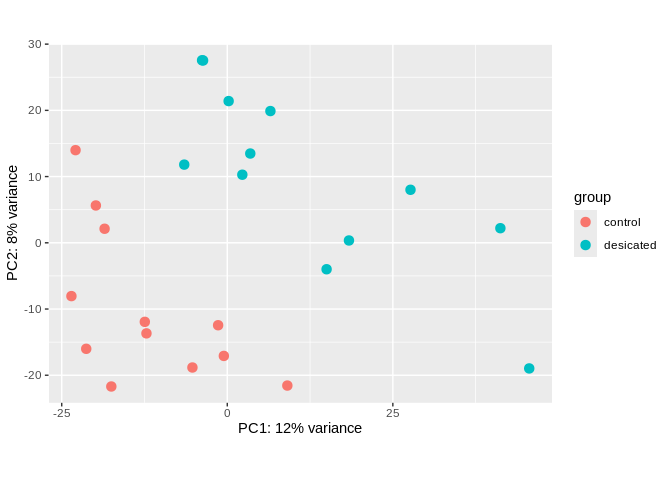 30
20
10
0
-10
-20
-25
0
25
PC2: 8% variance
PC1: 12% variance
group
control
desicated